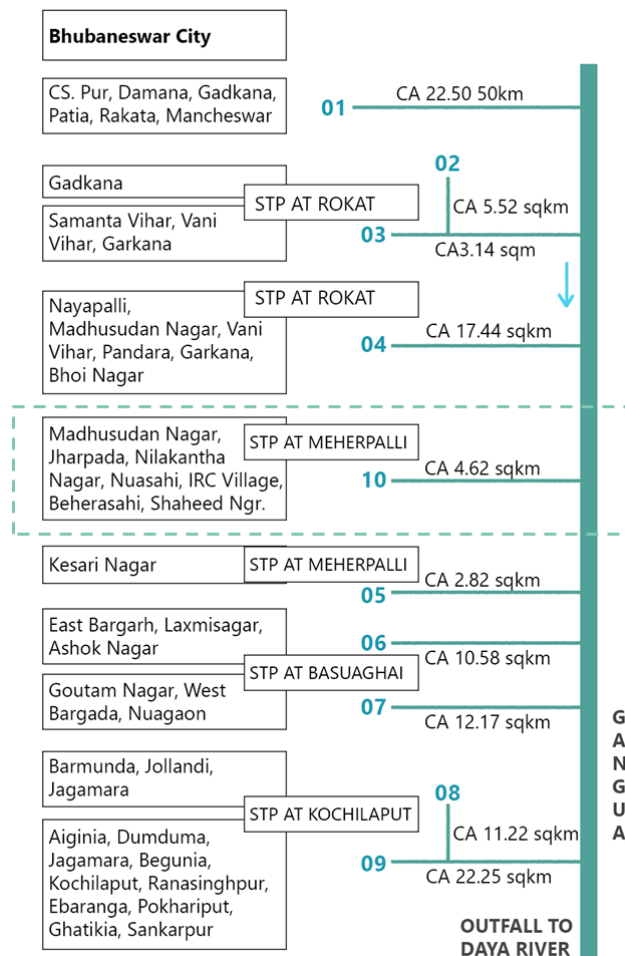 Bhubaneswar City
CS. Pur, Damana, Gadkana,
Patia, Rakata, Mancheswar
01
CA 22.50 50km
02
Gadkana
STP AT ROKAT
CA 5.52 sqkm
Samanta Vihar, Vani
Vihar, Garkana
03
CA3.14 sqm
STP AT ROKAT
Nayapalli,
Madhusudan Nagar, Vani
Vihar, Pandara, Garkana,
Bhoi Nagar
04
CA 17.44 sqkm
Madhusudan Nagar,
Jharpada, Nilakantha
Nagar, Nuasahi, IRC Village,
Beherasahi, Shaheed Ngr.
STP AT MEHERPALLI
10
CA 4.62 sqkm
Kesari Nagar
STP AT MEHERPALLI
05
CA 2.82 sqkm
East Bargarh, Laxmisagar,
Ashok Nagar
06
CA 10.58 sqkm
STP AT BASUAGHAI
Goutam Nagar, West
Bargada, Nuagaon
07
CA 12.17 sqkm
GANGUA
Barmunda, Jollandi,
Jagamara
08
STP AT KOCHILAPUT
CA 11.22 sqkm
Aiginia, Dumduma,
Jagamara, Begunia,
Kochilaput, Ranasinghpur,
Ebaranga, Pokhariput,
Ghatikia, Sankarpur
09
CA 22.25 sqkm
OUTFALL TO
DAYA RIVER